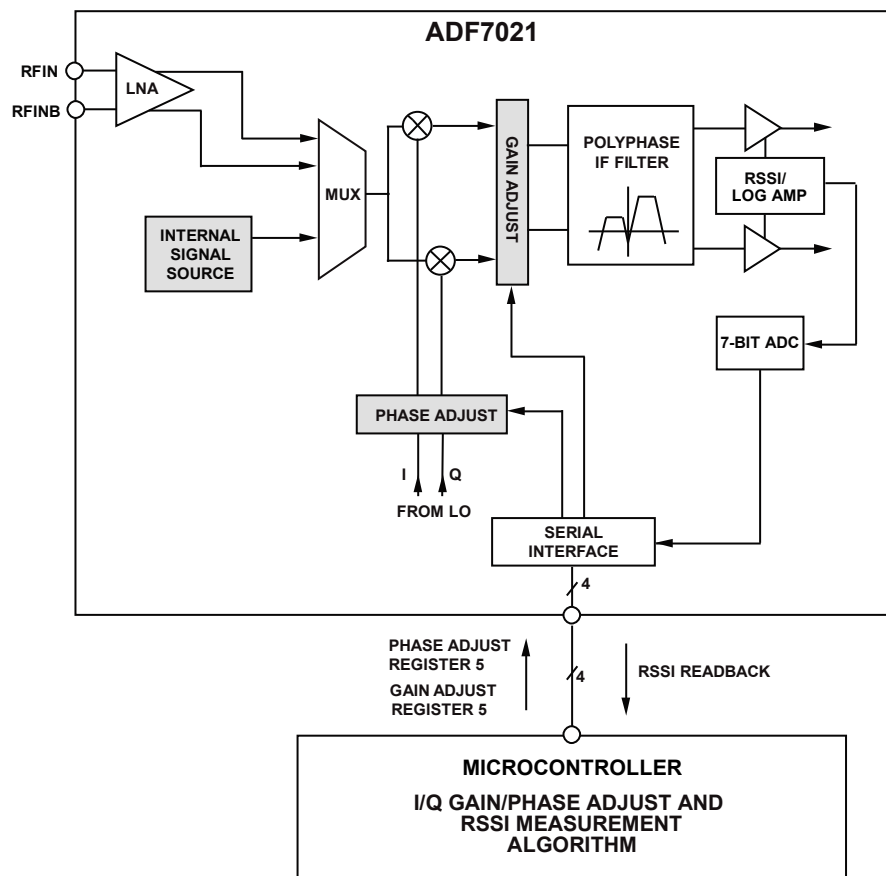 ADF7021
RFIN
RFINB
LNA
MUX
INTERNAL
SIGNAL
SOURCE
GAIN ADJUST
POLYPHASE
IF FILTER
RSSI/
LOG AMP
7-BIT ADC
PHASE ADJUST
I
Q
FROM LO
SERIAL
INTERFACE
4
PHASE ADJUST
REGISTER 5
GAIN ADJUST
REGISTER 5
4
RSSI READBACK
MICROCONTROLLER
I/Q GAIN/PHASE ADJUST AND
RSSI MEASUREMENT
ALGORITHM